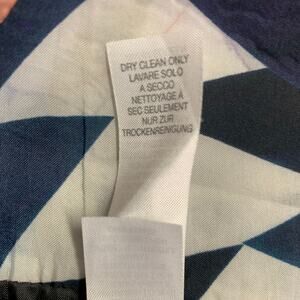 DRY CLEAN ONLY
LAVARE SOLO
A SECCO
NETTOYAGE A
SEC SEULEMENT
NUR ZUR
TROCKENREINIGUNG